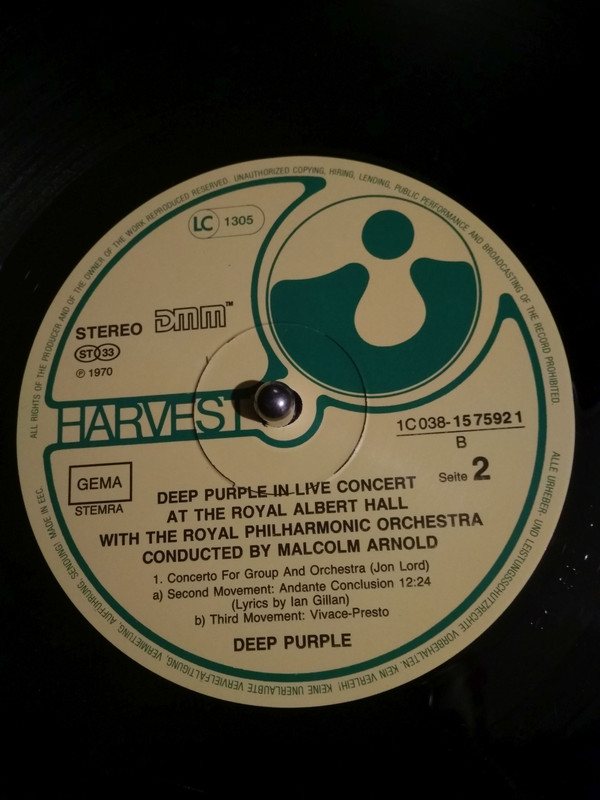 ALL RIGHTS OF THE PRODUCER AND OF THE OWNER OF THE WORK REPRODUCED RESERVED. UNAUTHORIZED COPYING, HIRING, LENDING, PUBLIC PERFORMANCE AND BROADCASTING OF THE RECORD PROHIBITED.
LC 1305
STEREO DMM™
ST 33
℗ 1970
HARVEST
1C 038-15 7592 1
B
Seite 2
GEMA
STEMRA
DEEP PURPLE IN LIVE CONCERT
AT THE ROYAL ALBERT HALL
WITH THE ROYAL PHILHARMONIC ORCHESTRA
CONDUCTED BY MALCOLM ARNOLD
1. Concerto For Group And Orchestra (Jon Lord)
a) Second Movement: Andante Conclusion 12:24
(Lyrics by Ian Gillan)
b) Third Movement: Vivace-Presto
DEEP PURPLE
ALLE URHEBER- UND LEISTUNGSSCHUTZRECHTE VORBEHALTEN. KEIN VERLEIH! KEINE UNERLAUBTE VERVIELFÄLTIGUNG, VERMIETUNG, AUFFÜHRUNG, SENDUNG! MADE IN EEC.